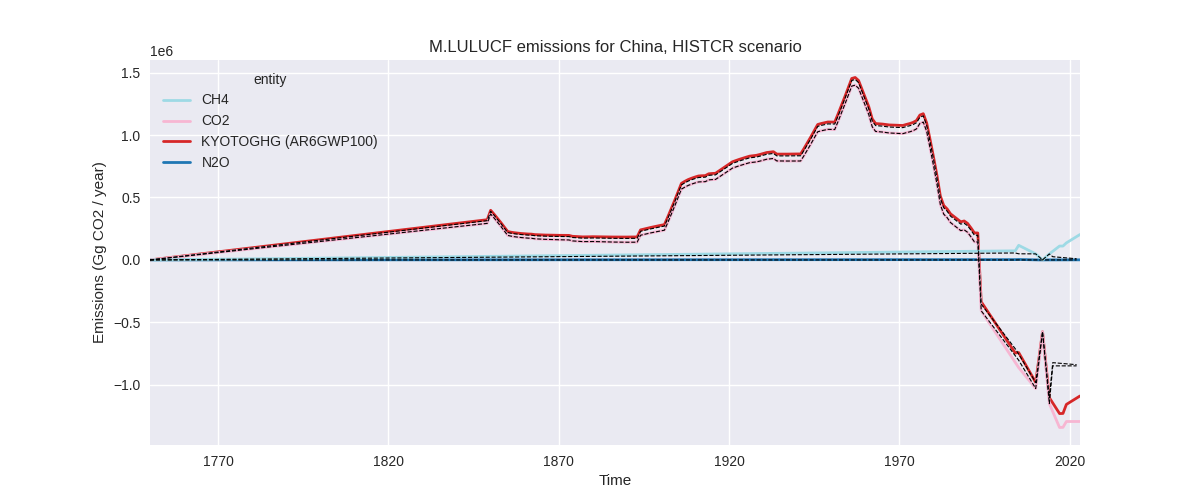 M.LULUCF emissions for China, HISTCR scenario
1e6
1.5
1.0
0.5
0.0
−0.5
−1.0
Emissions (Gg CO2 / year)
entity
CH4
CO2
KYOTOGHG (AR6GWP100)
N2O
1770
1820
1870
1920
1970
2020
Time